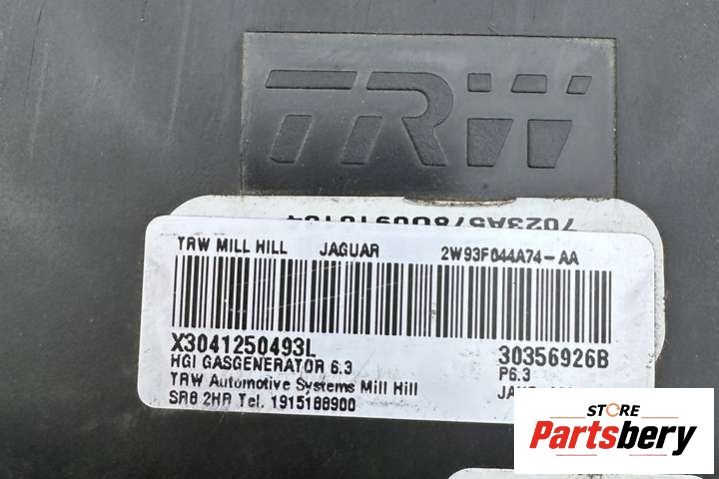 TRW
7023A578009101C4
TRW MILL HILL JAGUAR 2W93F044A74-AA
X3041250493L 30356926B
HGI GASGENERATOR 6.3 P6.3
TRW Automotive Systems Mill Hill
SR8 2HR Tel. 1915188900
STORE
Partsbery